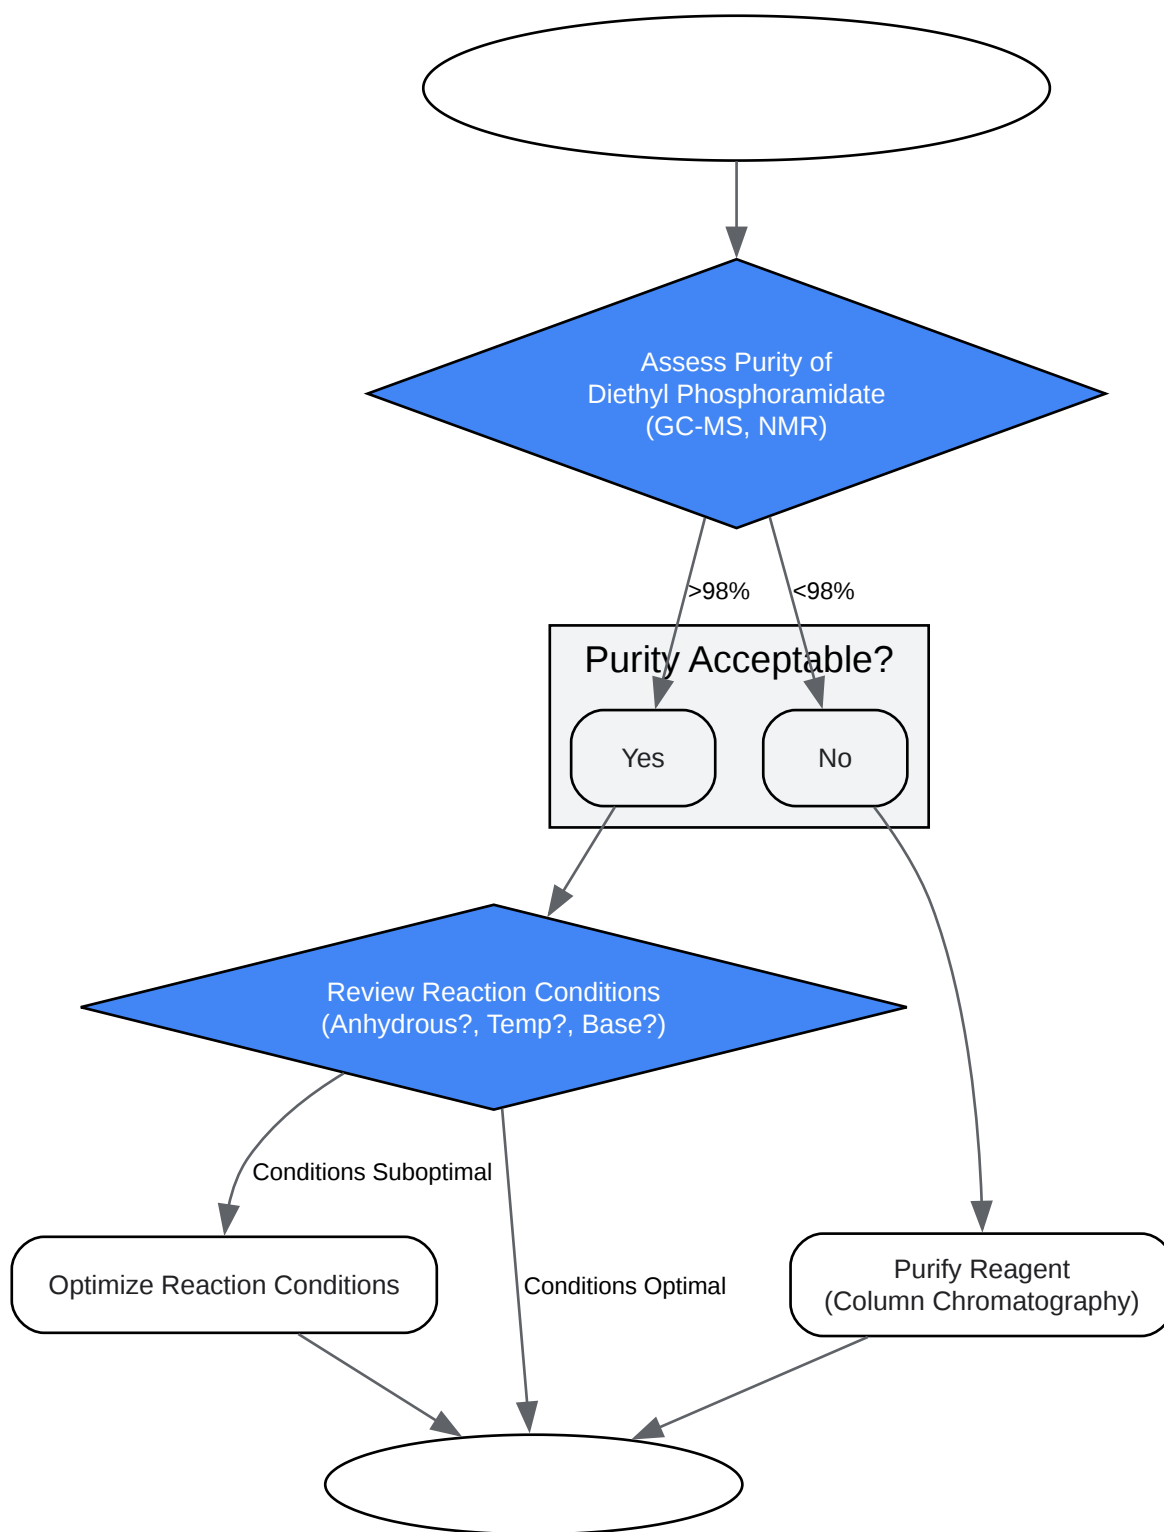 Assess Purity of
Diethyl Phosphoramidate
(GC-MS, NMR)
>98%
<98%
Purity Acceptable?
Yes
No
Review Reaction Conditions
(Anhydrous?, Temp?, Base?)
Conditions Suboptimal
Optimize Reaction Conditions
Conditions Optimal
Purify Reagent
(Column Chromatography)